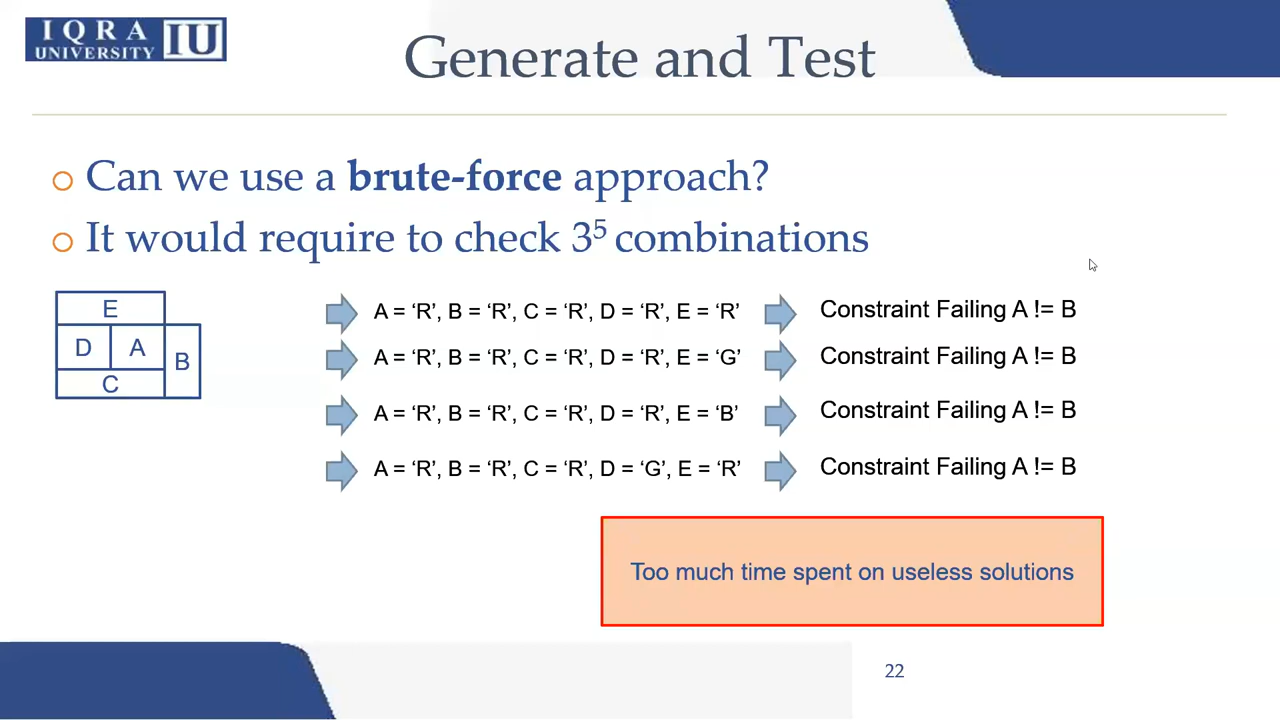 IQRA
UNIVERSITY IU
Generate and Test
Can we use a brute-force approach?
It would require to check 3⁵ combinations
E
D A B
C
A = ‘R’, B = ‘R’, C = ‘R’, D = ‘R’, E = ‘R’ Constraint Failing A != B
A = ‘R’, B = ‘R’, C = ‘R’, D = ‘R’, E = ‘G’ Constraint Failing A != B
A = ‘R’, B = ‘R’, C = ‘R’, D = ‘R’, E = ‘B’ Constraint Failing A != B
A = ‘R’, B = ‘R’, C = ‘R’, D = ‘G’, E = ‘R’ Constraint Failing A != B
Too much time spent on useless solutions
22